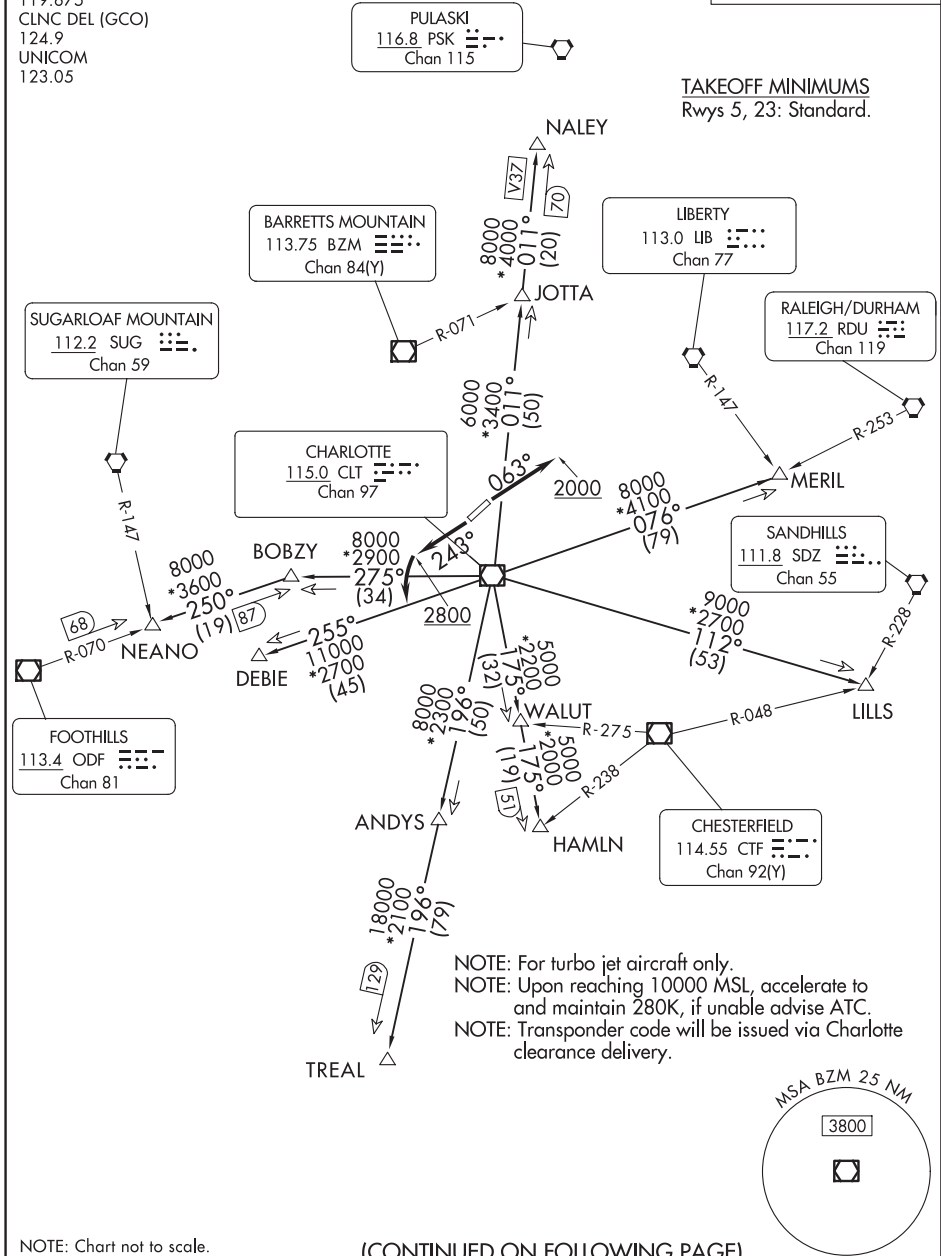 CLNC DEL (GCO)
124.9
UNICOM
123.05
PULASKI
116.8 PSK
Chan 115
TAKEOFF MINIMUMS
Rwys 5, 23: Standard.
NALEY
V37
70
8000
*4000
011°
(20)
BARRETTS MOUNTAIN
113.75 BZM
Chan 84(Y)
LIBERTY
113.0 LIB
Chan 77
JOTTA
R-071
SUGARLOAF MOUNTAIN
112.2 SUG
Chan 59
RALEIGH/DURHAM
117.2 RDU
Chan 119
R-147
R-253
6000
*3400
011°
(50)
CHARLOTTE
115.0 CLT
Chan 97
063°
2000
MERIL
8000
*4100
076°
(79)
R-147
243°
BOBZY
8000
*2900
275°
(34)
SANDHILLS
111.8 SDZ
Chan 55
8000
*3600
250°
(19)
87
2800
9000
*2700
112°
(53)
68
R-070
NEANO
255°
11000
*2700
(45)
DEBIE
R-228
5000
*2200
175°
(32)
8000
*2300
196°
(50)
WALUT
R-275
R-048
LILLS
FOOTHILLS
113.4 ODF
Chan 81
5000
*2000
175°
(19)
51
R-238
ANDYS
HAMLN
CHESTERFIELD
114.55 CTF
Chan 92(Y)
18000
*2100
196°
(79)
129
NOTE: For turbo jet aircraft only.
NOTE: Upon reaching 10000 MSL, accelerate to
and maintain 280K, if unable advise ATC.
NOTE: Transponder code will be issued via Charlotte
clearance delivery.
TREAL
MSA BZM 25 NM
3800
NOTE: Chart not to scale.
(CONTINUED ON FOLLOWING PAGE)